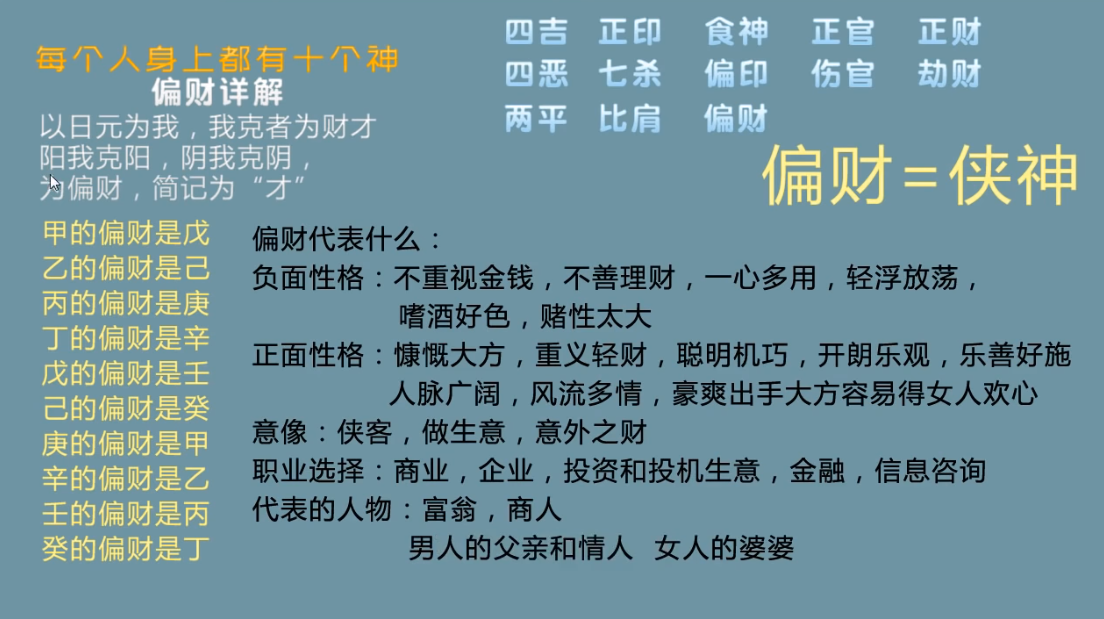 每个人身上都有十个神
偏财详解
以日元为我，我克者为财才
阳我克阳，阴我克阴，
为偏财，简记为“才”
四吉 正印 食神 正官 正财
四恶 七杀 偏印 伤官 劫财
两平 比肩 偏财
偏财=侠神
甲的偏财是戊
乙的偏财是己
丙的偏财是庚
丁的偏财是辛
戊的偏财是壬
己的偏财是癸
庚的偏财是甲
辛的偏财是乙
壬的偏财是丙
癸的偏财是丁
偏财代表什么：
负面性格：不重视金钱，不善理财，一心多用，轻浮放荡，
嗜酒好色，赌性太大
正面性格：慷慨大方，重义轻财，聪明机巧，开朗乐观，乐善好施
人脉广阔，风流多情，豪爽出手大方容易得女人欢心
意像：侠客，做生意，意外之财
职业选择：商业，企业，投资和投机生意，金融，信息咨询
代表的人物：富翁，商人
男人的父亲和情人 女人的婆婆